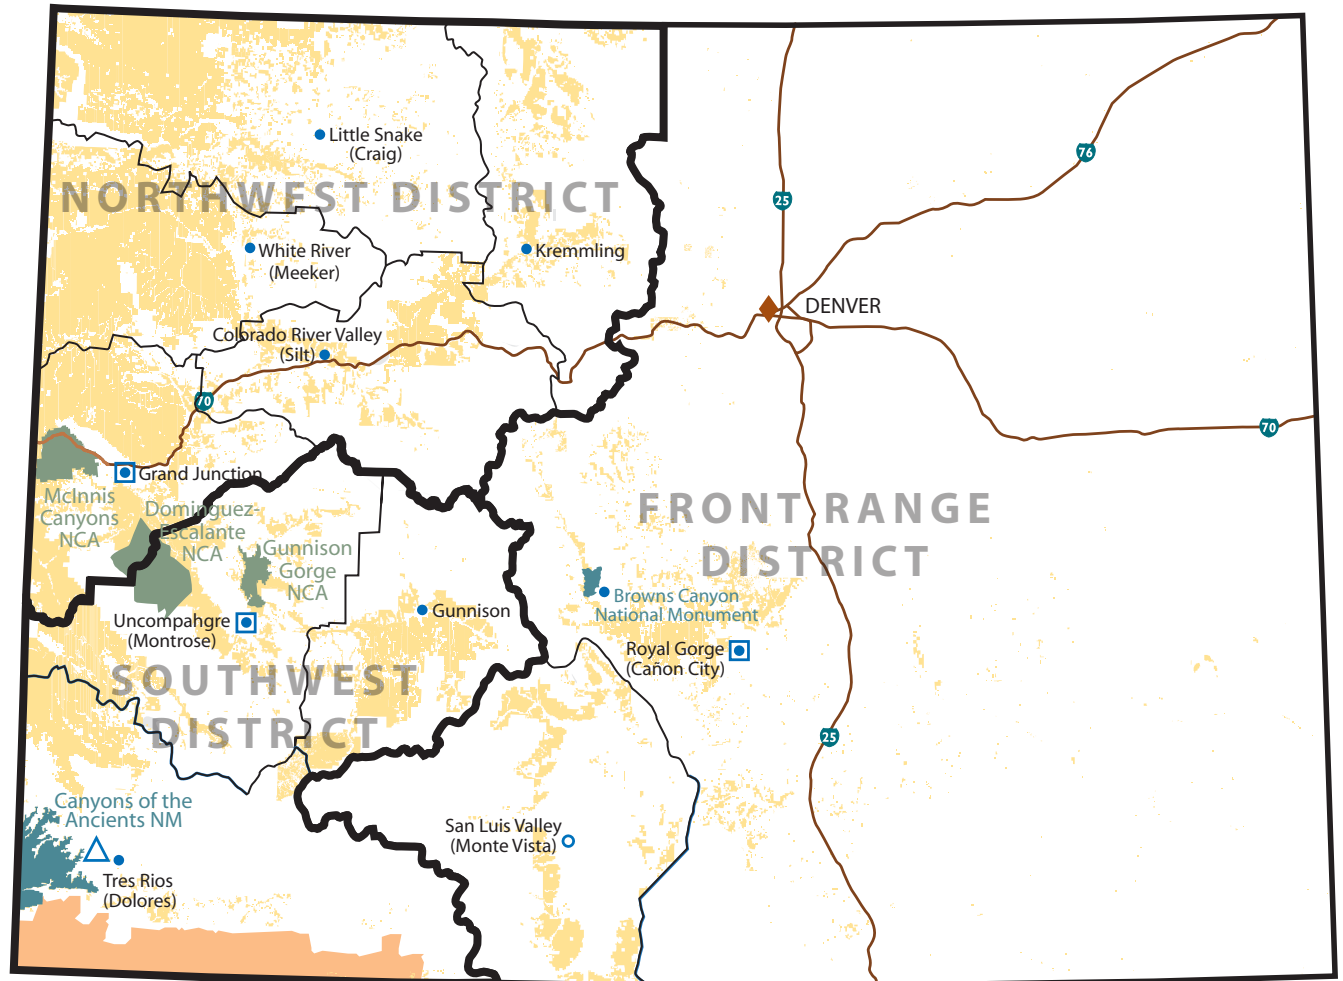 Little Snake
(Craig)
76
NORTHWEST DISTRICT
25
White River
(Meeker)
Kremmling
DENVER
Colorado River Valley
(Silt)
70
70
Grand Junction
McInnis
Canyons
NCA
Dominguez-
Escalante
NCA
Gunnison
Gorge
NCA
FRONT RANGE
DISTRICT
Browns Canyon
National Monument
Gunnison
Uncompahgre
(Montrose)
Royal Gorge
(Cañon City)
SOUTHWEST
DISTRICT
25
Canyons of the
Ancients NM
San Luis Valley
(Monte Vista)
Tres Rios
(Dolores)